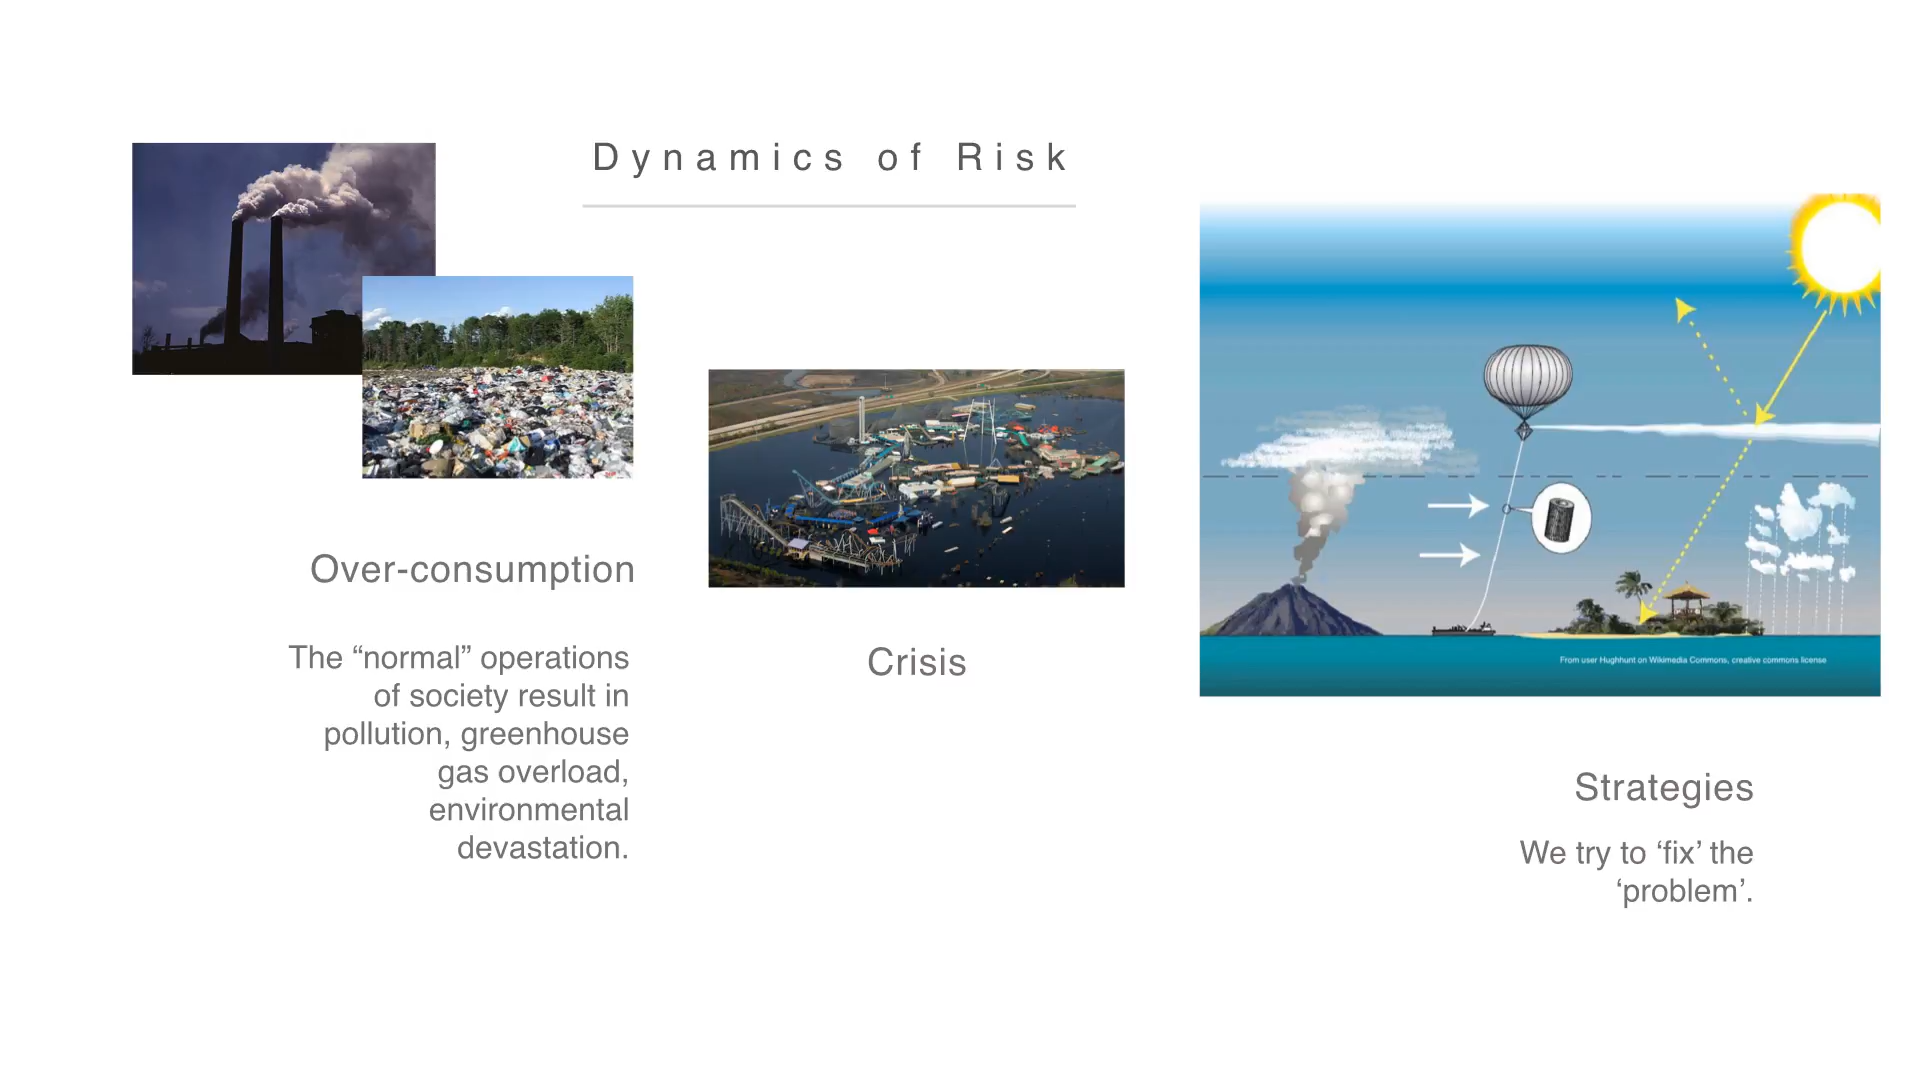 Dynamics of Risk
Over-consumption
The “normal” operations
of society result in
pollution, greenhouse
gas overload,
environmental
devastation.
Crisis
From user Hughhunt on Wikimedia Commons, creative commons license
Strategies
We try to ‘fix’ the
‘problem’.